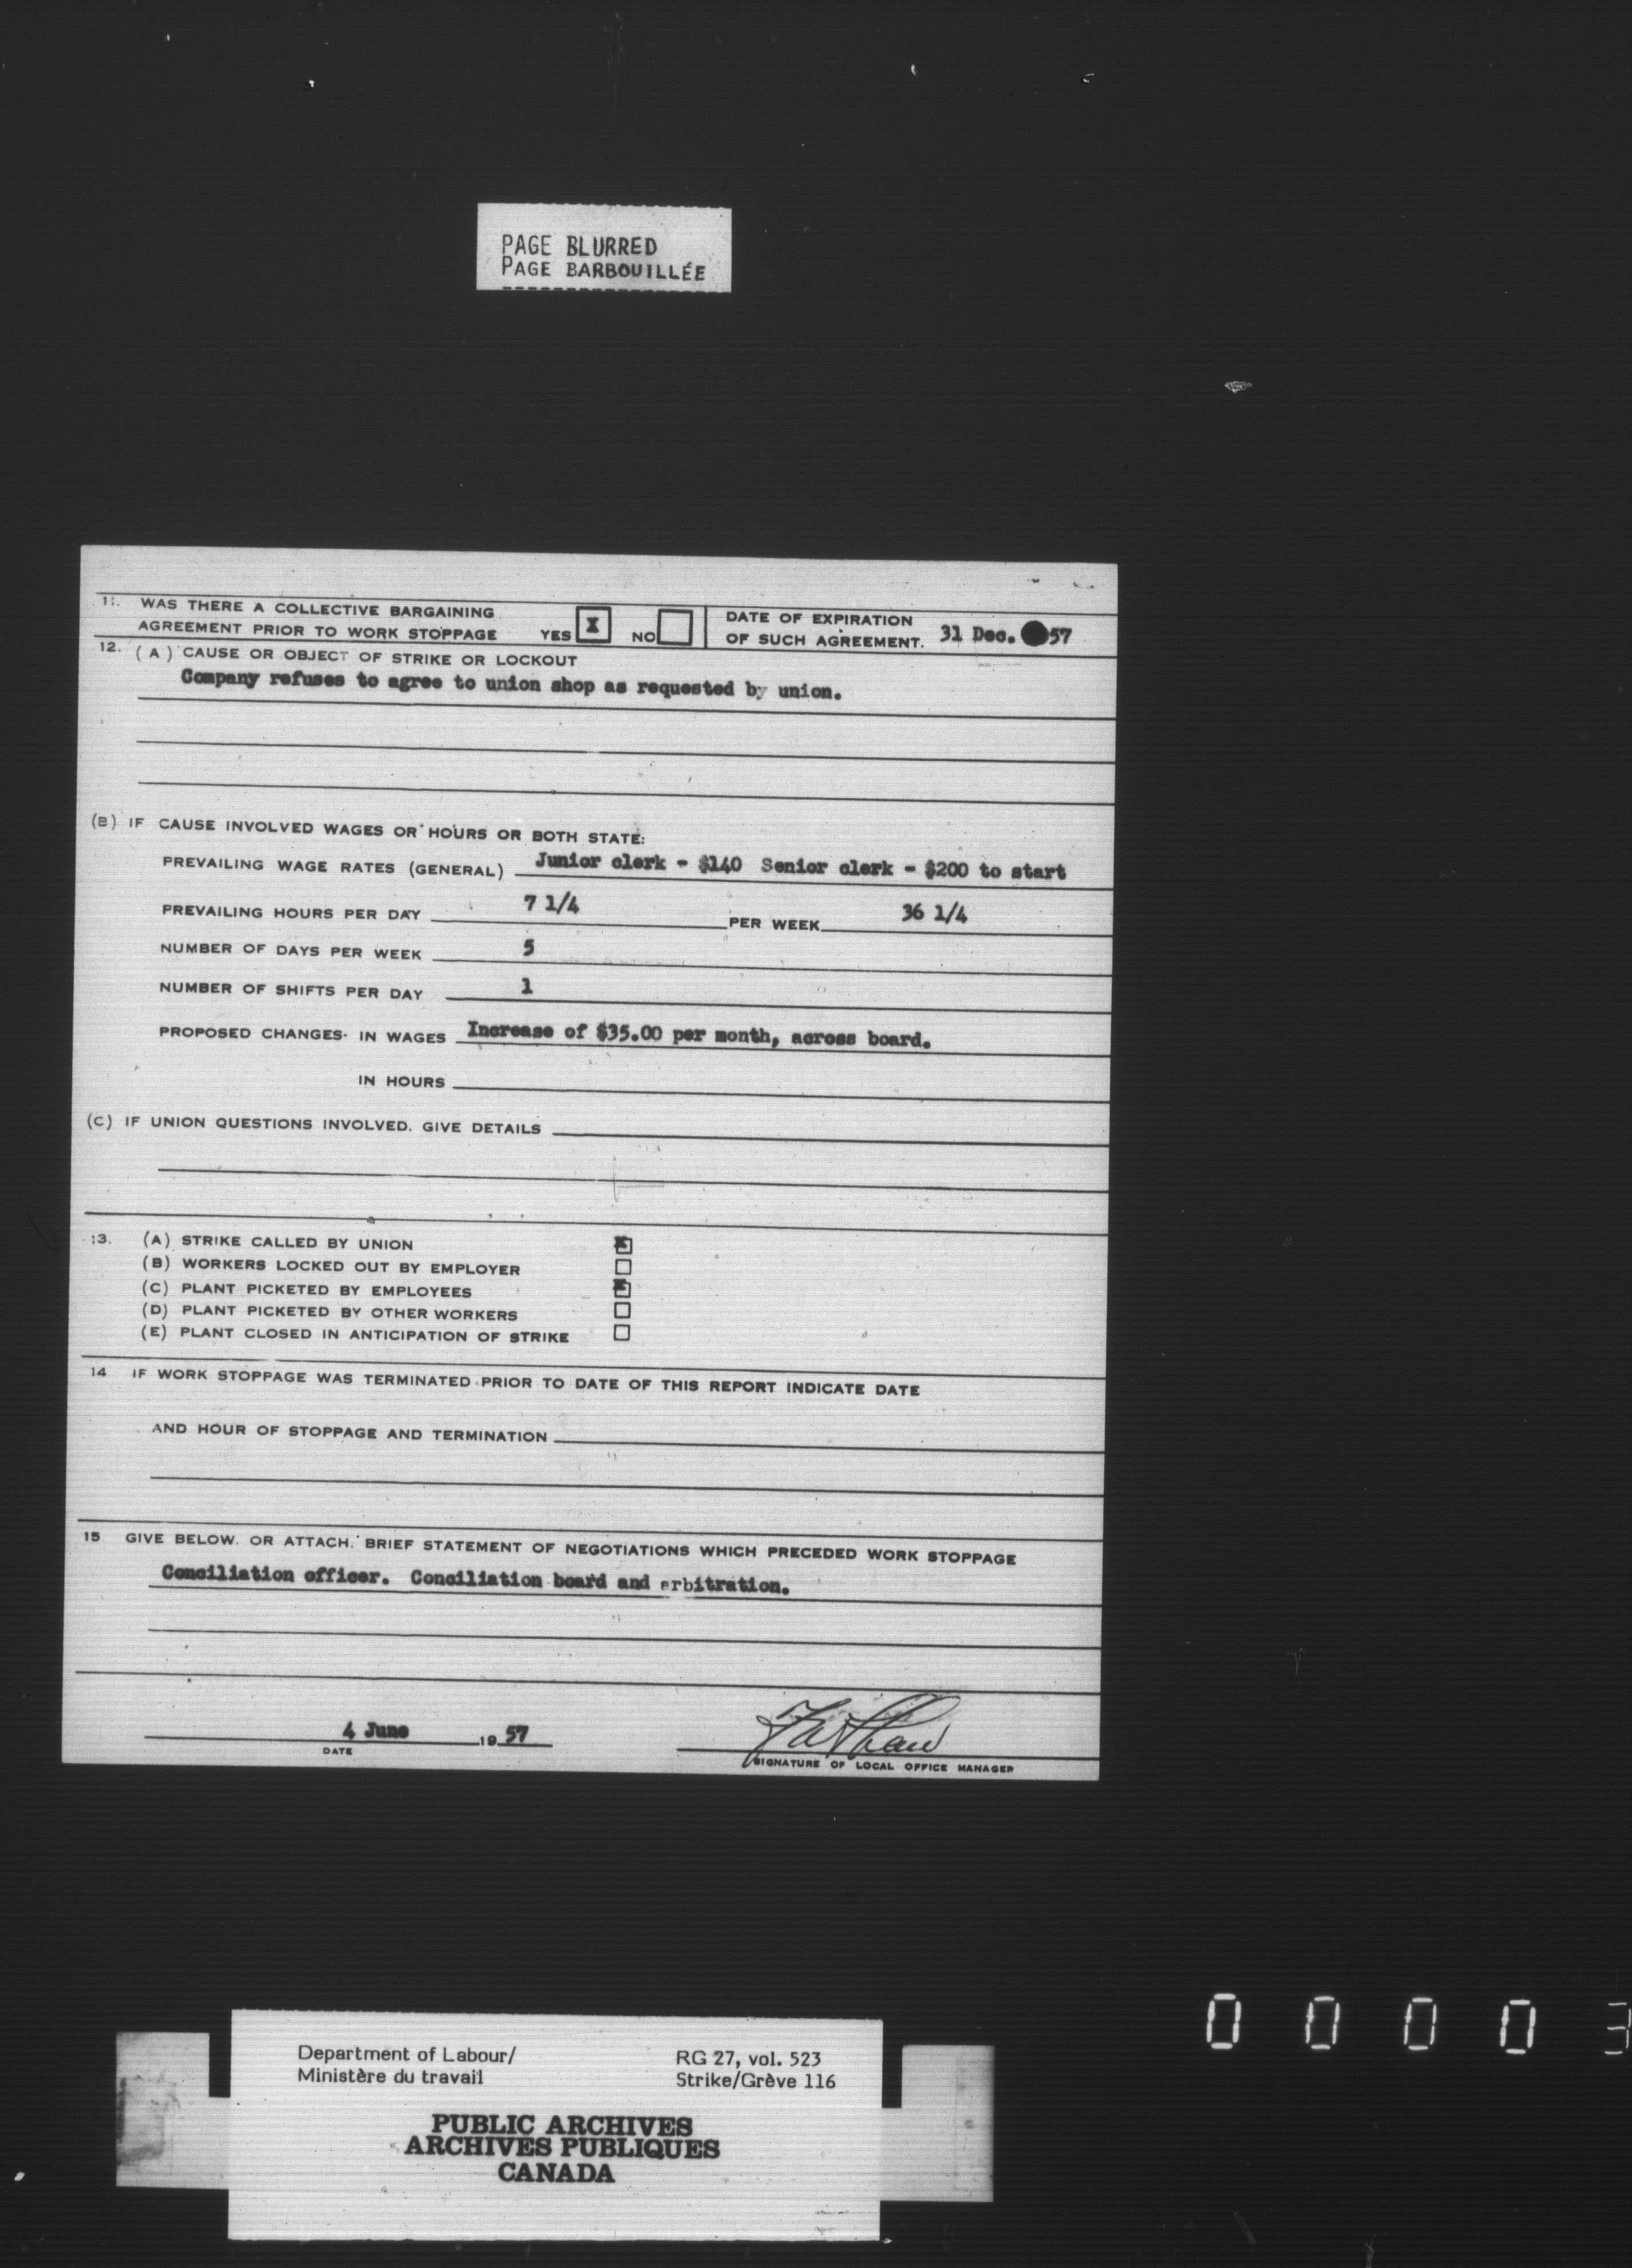 PAGE BLURRED
PAGE BARBOUILLÉE
11. WAS THERE A COLLECTIVE BARGAINING
AGREEMENT PRIOR TO WORK STOPPAGE YES X NO
DATE OF EXPIRATION
OF SUCH AGREEMENT. 31 Dec. 57
12. (A) CAUSE OR OBJECT OF STRIKE OR LOCKOUT
Company refuses to agree to union shop as requested by union.
(B) IF CAUSE INVOLVED WAGES OR HOURS OR BOTH STATE:
PREVAILING WAGE RATES (GENERAL) Junior clerk - $140 Senior clerk - $200 to start
PREVAILING HOURS PER DAY 7 1/4 PER WEEK 36 1/4
NUMBER OF DAYS PER WEEK 5
NUMBER OF SHIFTS PER DAY 1
PROPOSED CHANGES- IN WAGES Increase of $35.00 per month, across board.
IN HOURS
(C) IF UNION QUESTIONS INVOLVED. GIVE DETAILS
13. (A) STRIKE CALLED BY UNION X
(B) WORKERS LOCKED OUT BY EMPLOYER
(C) PLANT PICKETED BY EMPLOYEES X
(D) PLANT PICKETED BY OTHER WORKERS
(E) PLANT CLOSED IN ANTICIPATION OF STRIKE
14 IF WORK STOPPAGE WAS TERMINATED PRIOR TO DATE OF THIS REPORT INDICATE DATE
AND HOUR OF STOPPAGE AND TERMINATION
15 GIVE BELOW. OR ATTACH. BRIEF STATEMENT OF NEGOTIATIONS WHICH PRECEDED WORK STOPPAGE
Conciliation officer. Conciliation board and arbitration.
4 June 19 57
DATE
SIGNATURE OF LOCAL OFFICE MANAGER
0 0 0 0 3
Department of Labour/
Ministère du travail
RG 27, vol. 523
Strike/Grève 116
PUBLIC ARCHIVES
ARCHIVES PUBLIQUES
CANADA